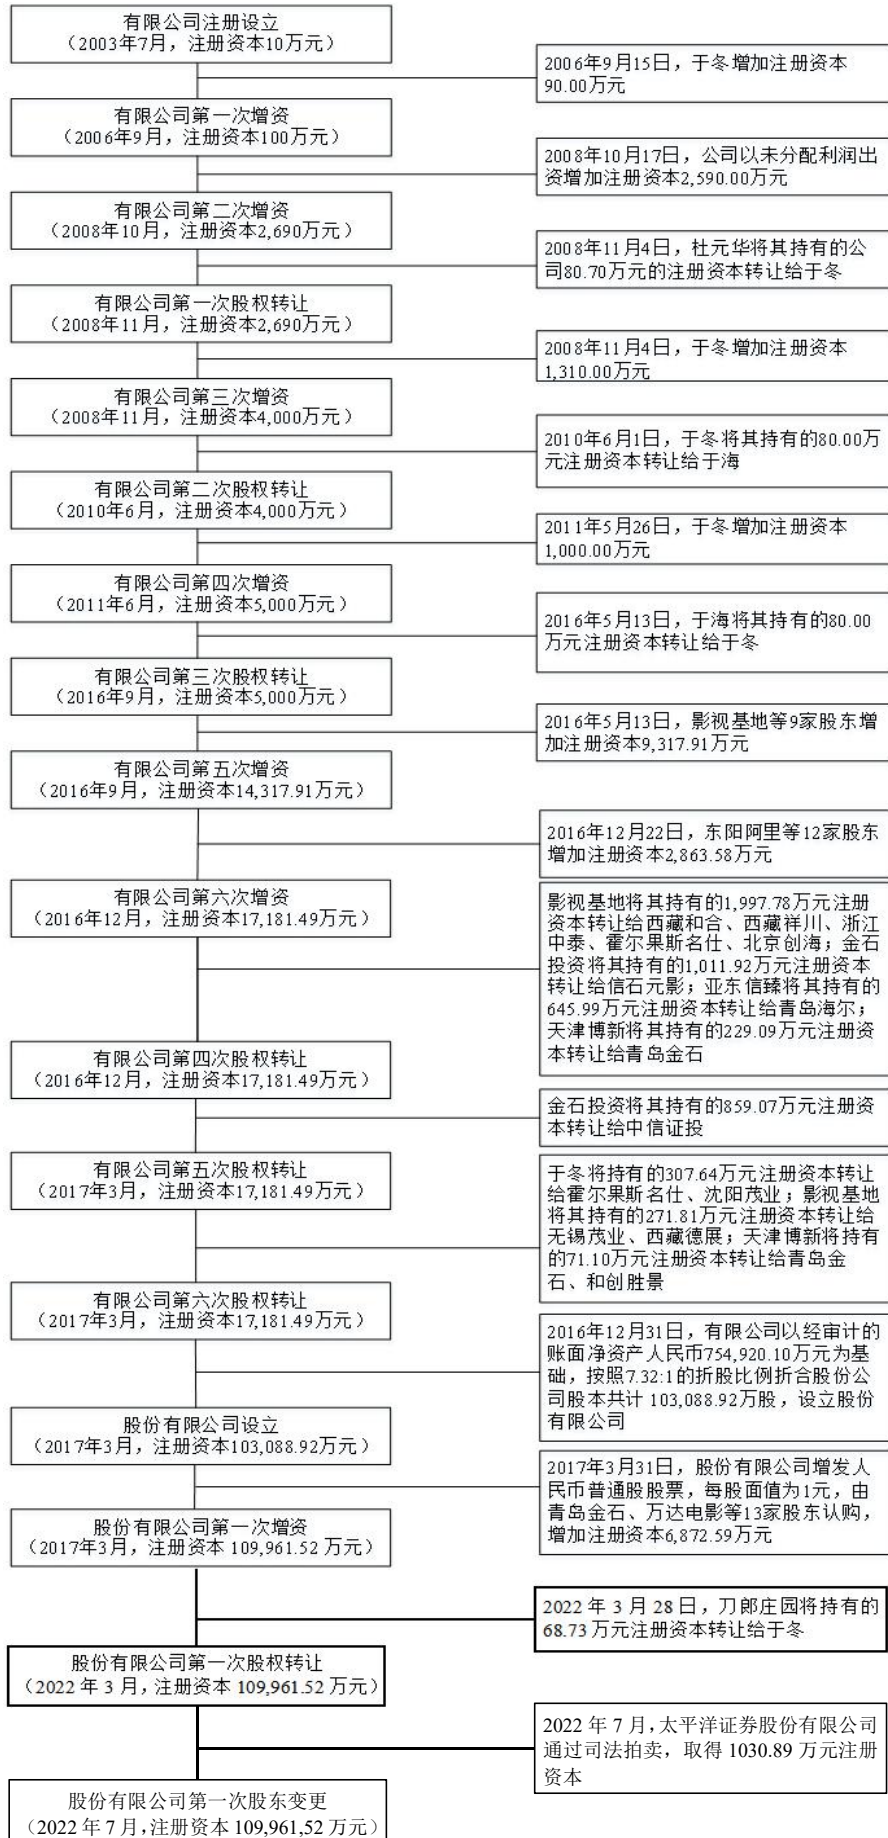 有限公司注册设立
（2003年7月，注册资本10万元）
2006年9月15日，于冬增加注册资本
90.00万元
有限公司第一次增资
（2006年9月，注册资本100万元）
2008年10月17日，公司以未分配利润出
资增加注册资本2,590.00万元
有限公司第二次增资
（2008年10月，注册资本2,690万元）
2008年11月4日，杜元华将其持有的公
司80.70万元的注册资本转让给于冬
有限公司第一次股权转让
（2008年11月，注册资本2,690万元）
2008年11月4日，于冬增加注册资本
1,310.00万元
有限公司第三次增资
（2008年11月，注册资本4,000万元）
2010年6月1日，于冬将其持有的80.00万
元注册资本转让给于海
有限公司第二次股权转让
（2010年6月，注册资本4,000万元）
2011年5月26日，于冬增加注册资本
1,000.00万元
有限公司第四次增资
（2011年6月，注册资本5,000万元）
2016年5月13日，于海将其持有的80.00
万元注册资本转让给于冬
有限公司第三次股权转让
（2016年9月，注册资本5,000万元）
2016年5月13日，影视基地等9家股东增
加注册资本9,317.91万元
有限公司第五次增资
（2016年9月，注册资本14,317.91万元）
2016年12月22日，东阳阿里等12家股东
增加注册资本2,863.58万元
有限公司第六次增资
（2016年12月，注册资本17,181.49万元）
影视基地将其持有的1,997.78万元注册
资本转让给西藏和合、西藏祥川、浙江
中泰、霍尔果斯名仕、北京创海；金石
投资将其持有的1,011.92万元注册资本
转让给信石元影；亚东信臻将其持有的
645.99万元注册资本转让给青岛海尔；
天津博新将其持有的229.09万元注册资
本转让给青岛金石
有限公司第四次股权转让
（2016年12月，注册资本17,181.49万元）
金石投资将其持有的859.07万元注册资
本转让给中信证投
有限公司第五次股权转让
（2017年3月，注册资本17,181.49万元）
于冬将持有的307.64万元注册资本转让
给霍尔果斯名仕、沈阳茂业；影视基地
将其持有的271.81万元注册资本转让给
无锡茂业、西藏德展；天津博新将持有
的71.10万元注册资本转让给青岛金
石、和创胜景
有限公司第六次股权转让
（2017年3月，注册资本17,181.49万元）
2016年12月31日，有限公司以经审计的
账面净资产人民币754,920.10万元为基
础，按照7.32:1的折股比例折合股份公
司股本共计 103,088.92万股，设立股份
有限公司
股份有限公司设立
（2017年3月，注册资本103,088.92万元）
2017年3月31日，股份有限公司增发人
民币普通股股票，每股面值为1元，由
青岛金石、万达电影等13家股东认购，
增加注册资本6,872.59万元
股份有限公司第一次增资
（2017年3月，注册资本 109,961.52 万元）
2022 年 3 月 28 日，刀郎庄园将持有的
68.73 万元注册资本转让给于冬
股份有限公司第一次股权转让
（2022 年 3 月，注册资本 109,961.52 万元）
2022 年 7 月，太平洋证券股份有限公司
通过司法拍卖，取得 1030.89 万元注册
资本
股份有限公司第一次股东变更
（2022 年 7 月，注册资本 109,961,52 万元）